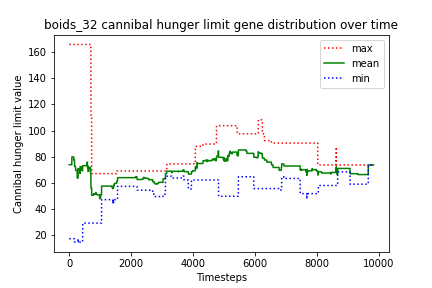 boids_32 cannibal hunger limit gene distribution over time
max
mean
min
Cannibal hunger limit value
160
140
120
100
80
60
40
20
0
2000
4000
6000
8000
10000
Timesteps